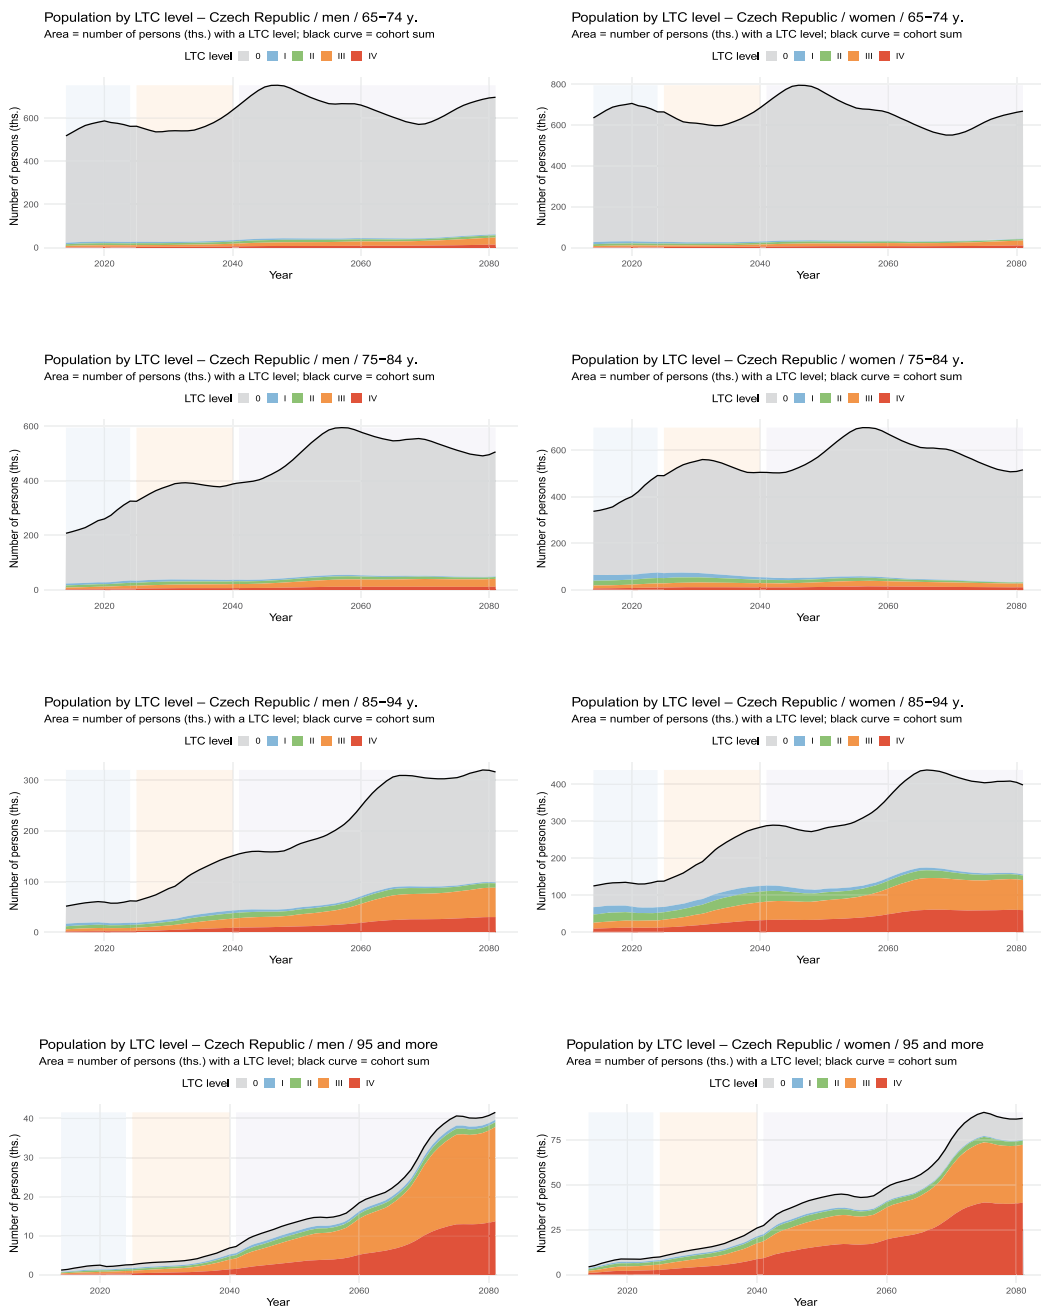 Population by LTC level – Czech Republic / men / 65−74 y.
Area = number of persons (ths.) with a LTC level; black curve = cohort sum
LTC level 0 I II III IV
Number of persons (ths.)
600
400
200
0
2020 2040 2060 2080
Year
Population by LTC level – Czech Republic / women / 65−74 y.
Area = number of persons (ths.) with a LTC level; black curve = cohort sum
LTC level 0 I II III IV
Number of persons (ths.)
800
600
400
200
0
2020 2040 2060 2080
Year
Population by LTC level – Czech Republic / men / 75−84 y.
Area = number of persons (ths.) with a LTC level; black curve = cohort sum
LTC level 0 I II III IV
Number of persons (ths.)
600
400
200
0
2020 2040 2060 2080
Year
Population by LTC level – Czech Republic / women / 75−84 y.
Area = number of persons (ths.) with a LTC level; black curve = cohort sum
LTC level 0 I II III IV
Number of persons (ths.)
600
400
200
0
2020 2040 2060 2080
Year
Population by LTC level – Czech Republic / men / 85−94 y.
Area = number of persons (ths.) with a LTC level; black curve = cohort sum
LTC level 0 I II III IV
Number of persons (ths.)
300
200
100
0
2020 2040 2060 2080
Year
Population by LTC level – Czech Republic / women / 85−94 y.
Area = number of persons (ths.) with a LTC level; black curve = cohort sum
LTC level 0 I II III IV
Number of persons (ths.)
400
300
200
100
0
2020 2040 2060 2080
Year
Population by LTC level – Czech Republic / men / 95 and more
Area = number of persons (ths.) with a LTC level; black curve = cohort sum
LTC level 0 I II III IV
Number of persons (ths.)
40
30
20
10
0
2020 2040 2060 2080
Year
Population by LTC level – Czech Republic / women / 95 and more
Area = number of persons (ths.) with a LTC level; black curve = cohort sum
LTC level 0 I II III IV
Number of persons (ths.)
75
50
25
0
2020 2040 2060 2080
Year